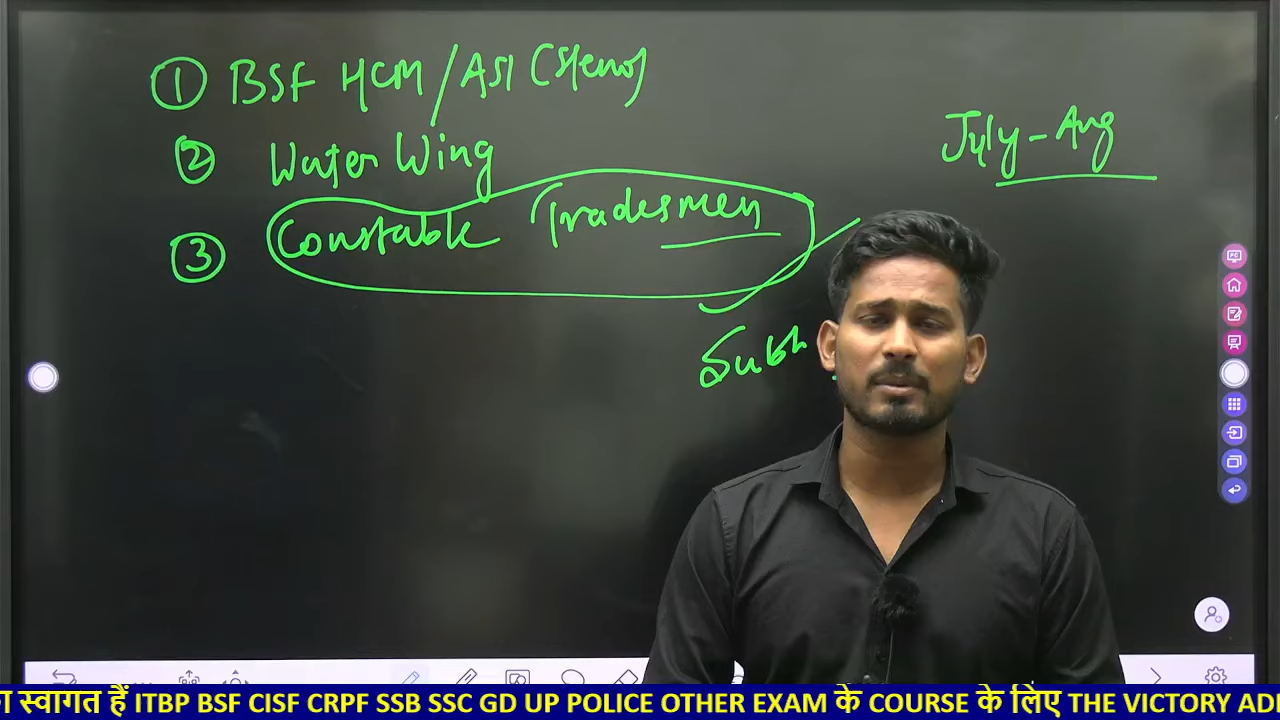 ① BSF HCM/ASI (Steno)
② Water Wing
③ Constable Tradesmen
July-Aug
Subh
स्वागत हैं ITBP BSF CISF CRPF SSB SSC GD UP POLICE OTHER EXAM के COURSE के लिए THE VICTORY